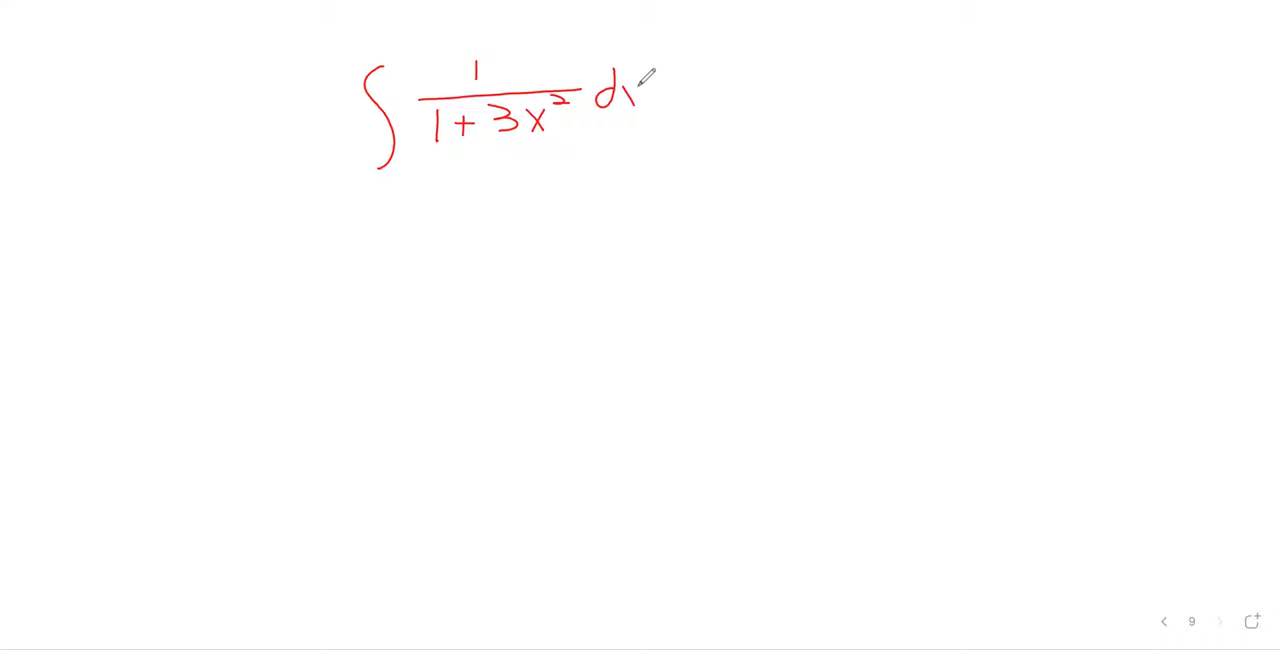 ∫ 1/(1+3x²) dx
9